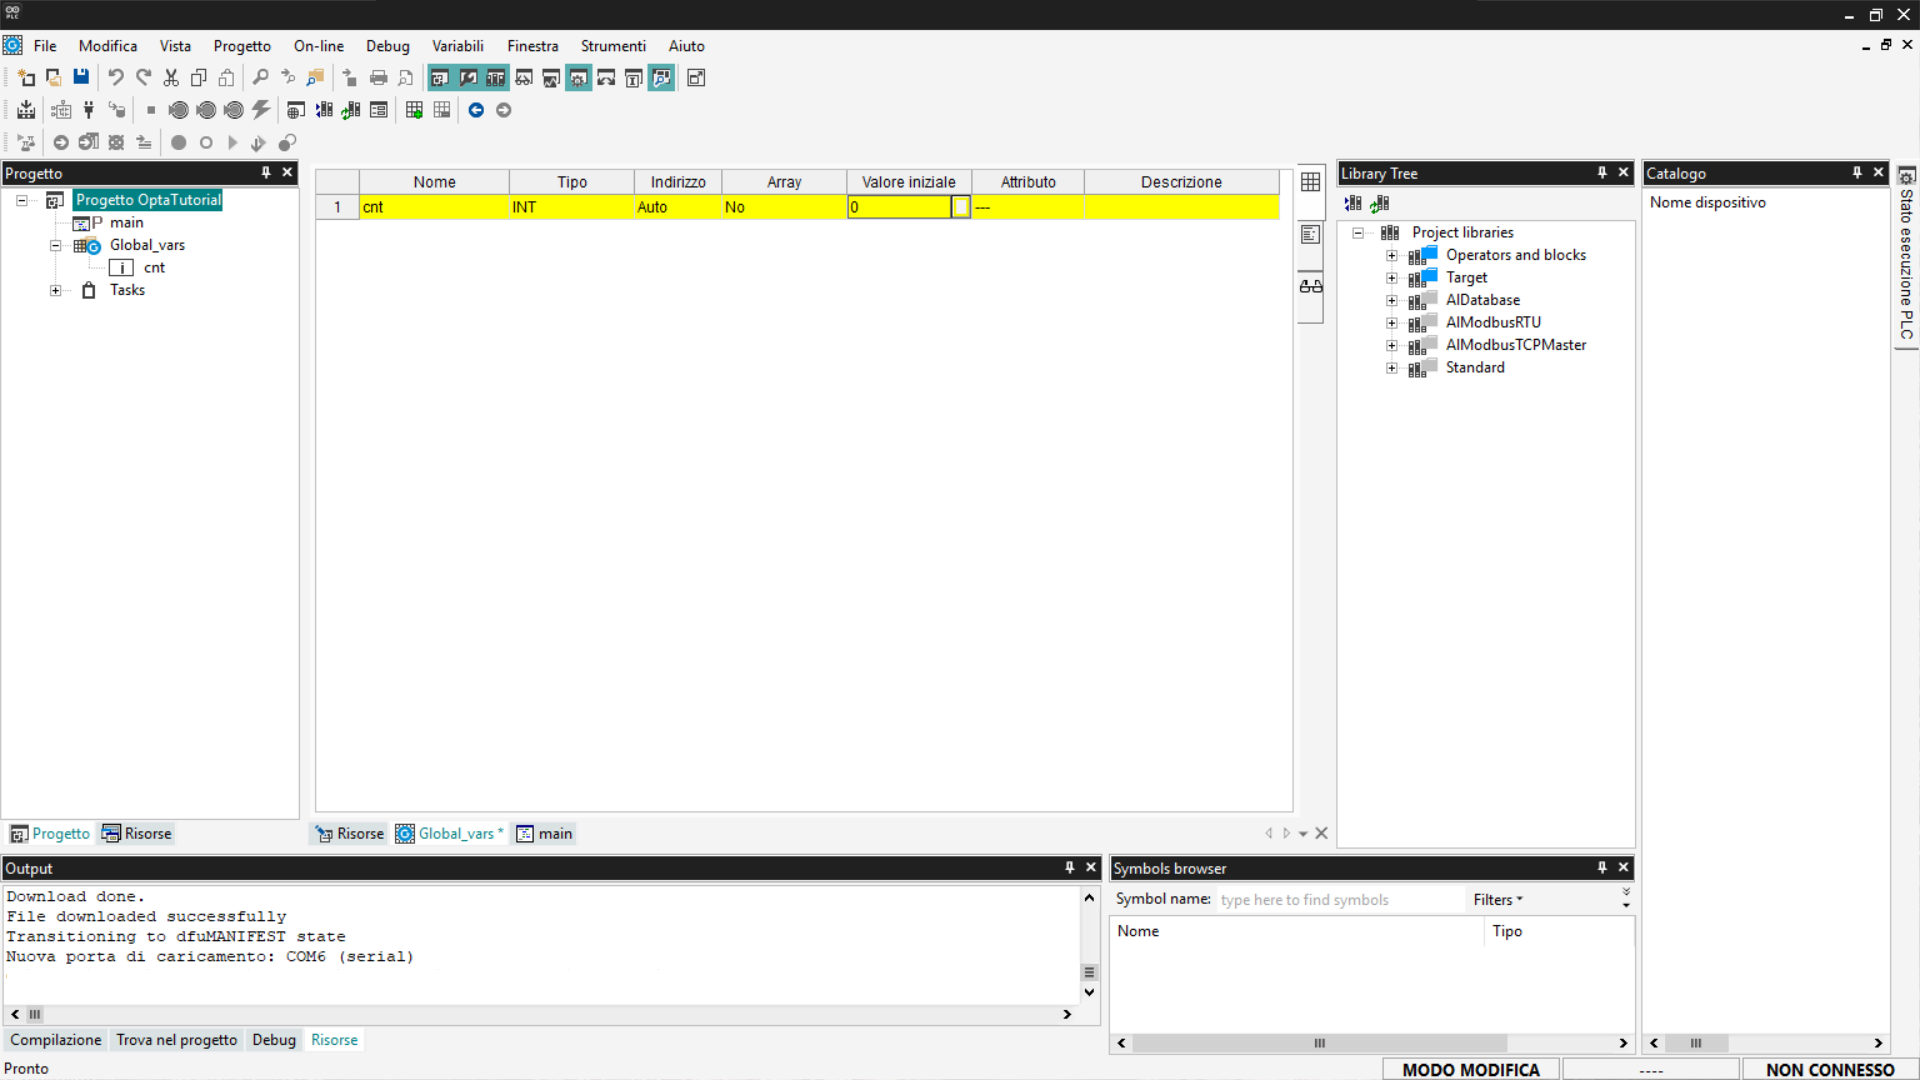 PLC
File Modifica Vista Progetto On-line Debug Variabili Finestra Strumenti Aiuto
Progetto
Progetto OptaTutorial
main
Global_vars
cnt
Tasks
Progetto Risorse
Nome Tipo Indirizzo Array Valore iniziale Attributo Descrizione
1 cnt INT Auto No 0 ---
Risorse Global_vars * main
Library Tree
Project libraries
Operators and blocks
Target
AlDatabase
AlModbusRTU
AlModbusTCPMaster
Standard
Catalogo
Nome dispositivo
Stato esecuzione PLC
Output
Download done.
File downloaded successfully
Transitioning to dfuMANIFEST state
Nuova porta di caricamento: COM6 (serial)
Compilazione Trova nel progetto Debug Risorse
Symbols browser
Symbol name: type here to find symbols Filters
Nome Tipo
Pronto
MODO MODIFICA ---- NON CONNESSO